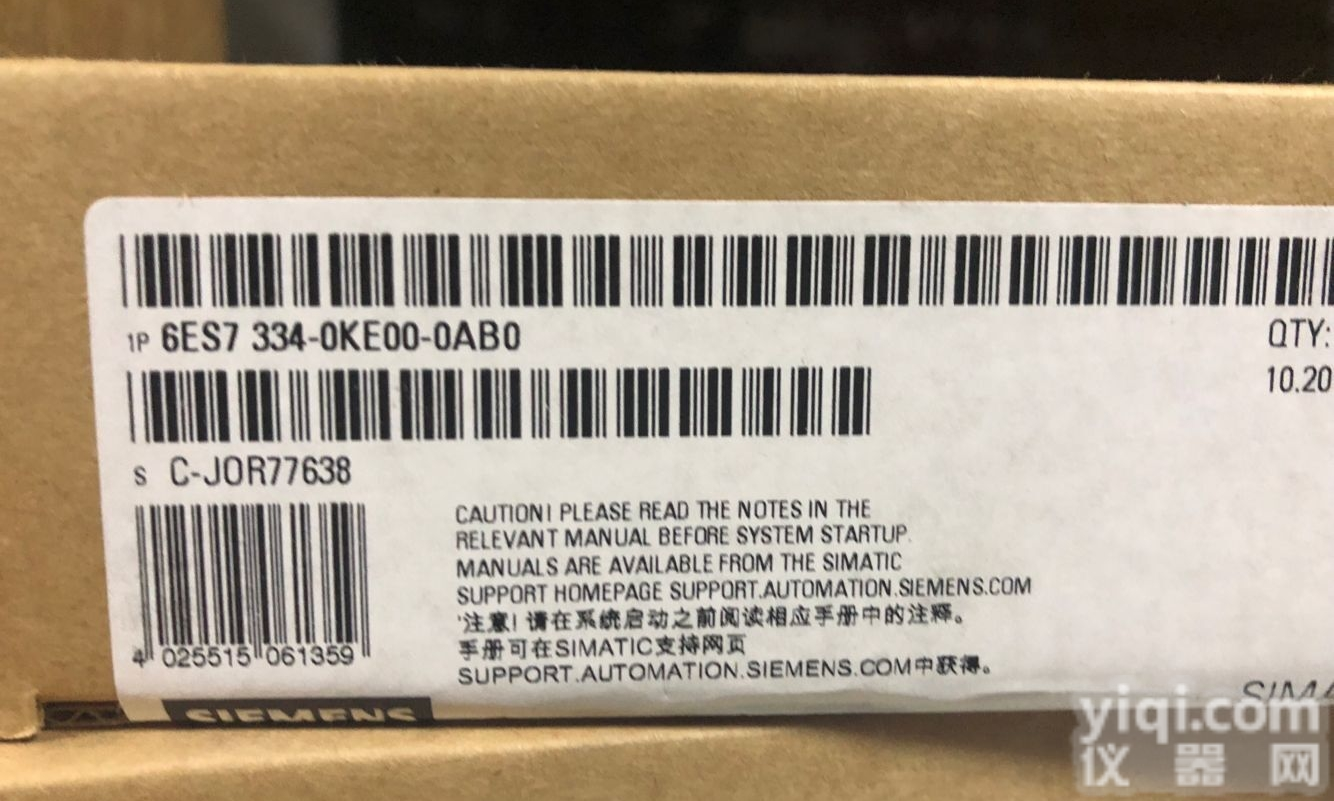 1P 6ES7 334-0KE00-0AB0
QTY:
10.20
S C-JOR77638
CAUTION! PLEASE READ THE NOTES IN THE
RELEVANT MANUAL BEFORE SYSTEM STARTUP.
MANUALS ARE AVAILABLE FROM THE SIMATIC
SUPPORT HOMEPAGE SUPPORT.AUTOMATION.SIEMENS.COM
注意! 请在系统启动之前阅读相应手册中的注释。
手册可在SIMATIC支持网页
SUPPORT.AUTOMATION.SIEMENS.COM中获得。
4 025515 061359
SIEMENS
yiqi.com
仪器网